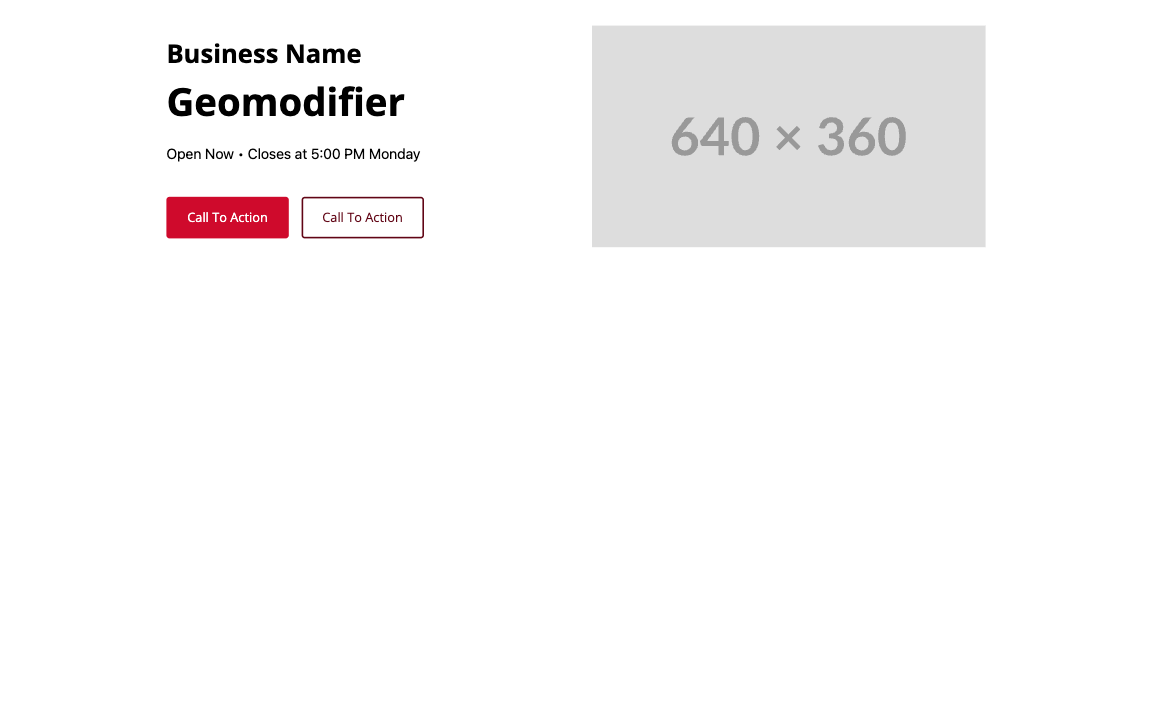 Business Name
Geomodifier
Open Now • Closes at 5:00 PM Monday
Call To Action
Call To Action
640 × 360